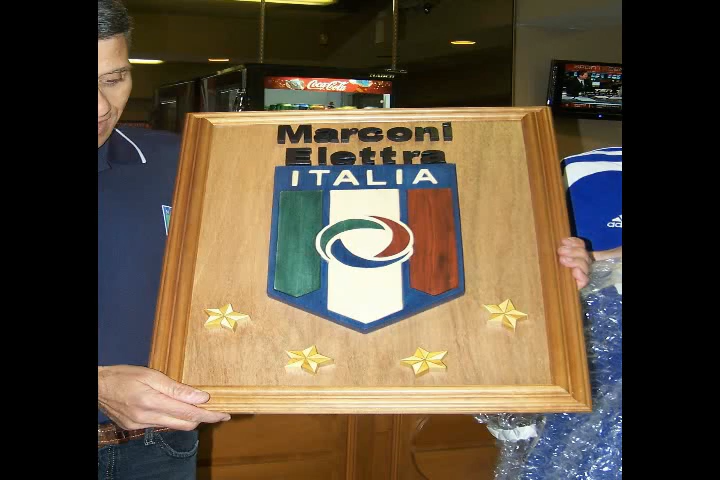 Coca-Cola
Marconi
Elettra
ITALIA
adidas